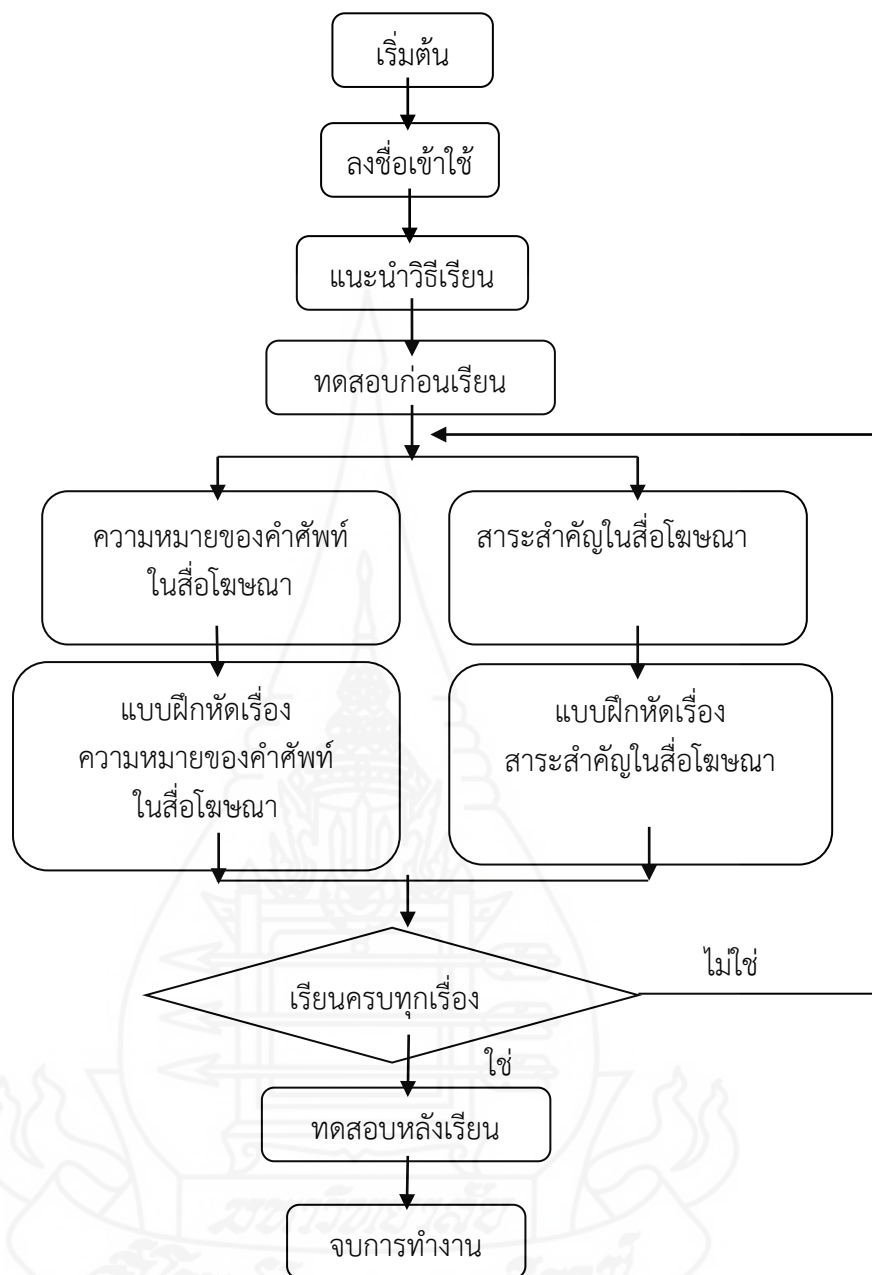 เริ่มต้น
ลงชื่อเข้าใช้
แนะนำวิธีเรียน
ทดสอบก่อนเรียน
ความหมายของคำศัพท์
ในสื่อโฆษณา
สาระสำคัญในสื่อโฆษณา
แบบฝึกหัดเรื่อง
ความหมายของคำศัพท์
ในสื่อโฆษณา
แบบฝึกหัดเรื่อง
สาระสำคัญในสื่อโฆษณา
เรียนครบทุกเรื่อง
ไม่ใช่
ใช่
ทดสอบหลังเรียน
มหาวิทยาลัย
จบการทำงาน